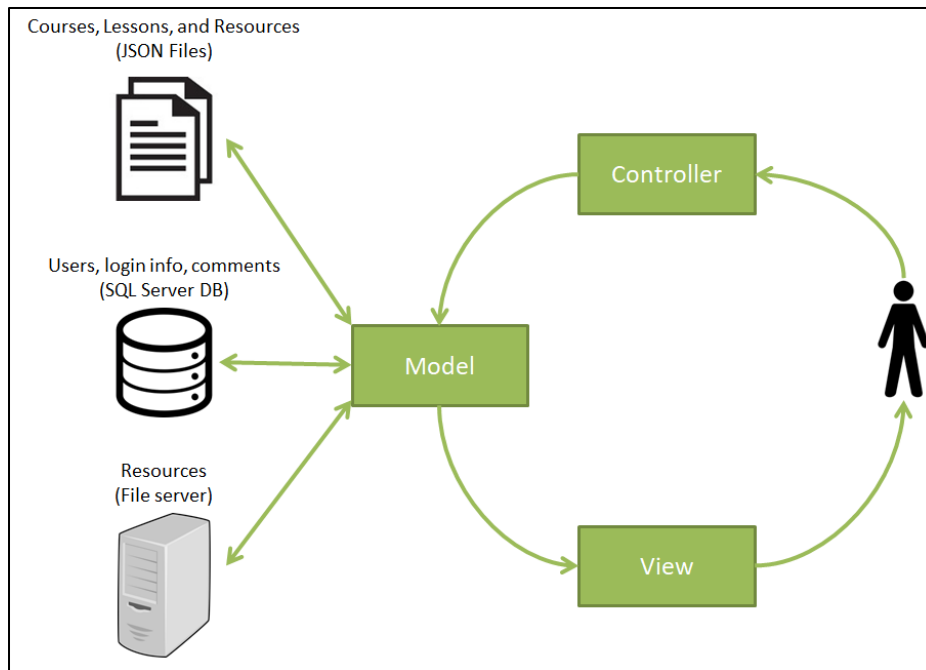 Courses, Lessons, and Resources
(JSON Files)
Controller
Users, login info, comments
(SQL Server DB)
Model
Resources
(File server)
View